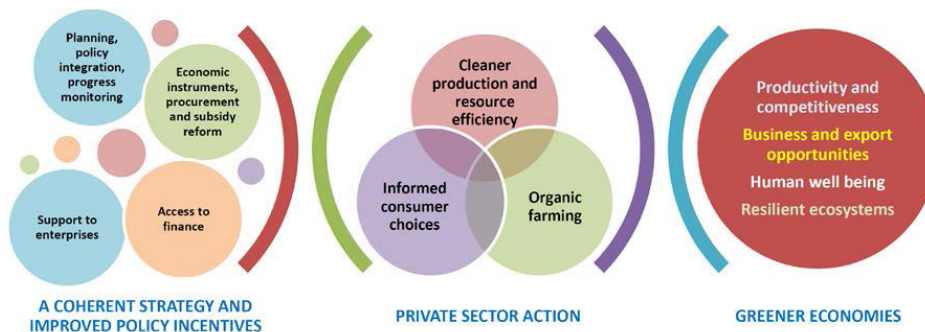 Planning,
policy
integration,
progress
monitoring
Economic
instruments,
procurement
and subsidy
reform
Support to
enterprises
Access to
finance
A COHERENT STRATEGY AND
IMPROVED POLICY INCENTIVES
Cleaner
production and
resource
efficiency
Informed
consumer
choices
Organic
farming
PRIVATE SECTOR ACTION
Productivity and
competitiveness
Business and export
opportunities
Human well being
Resilient ecosystems
GREENER ECONOMIES